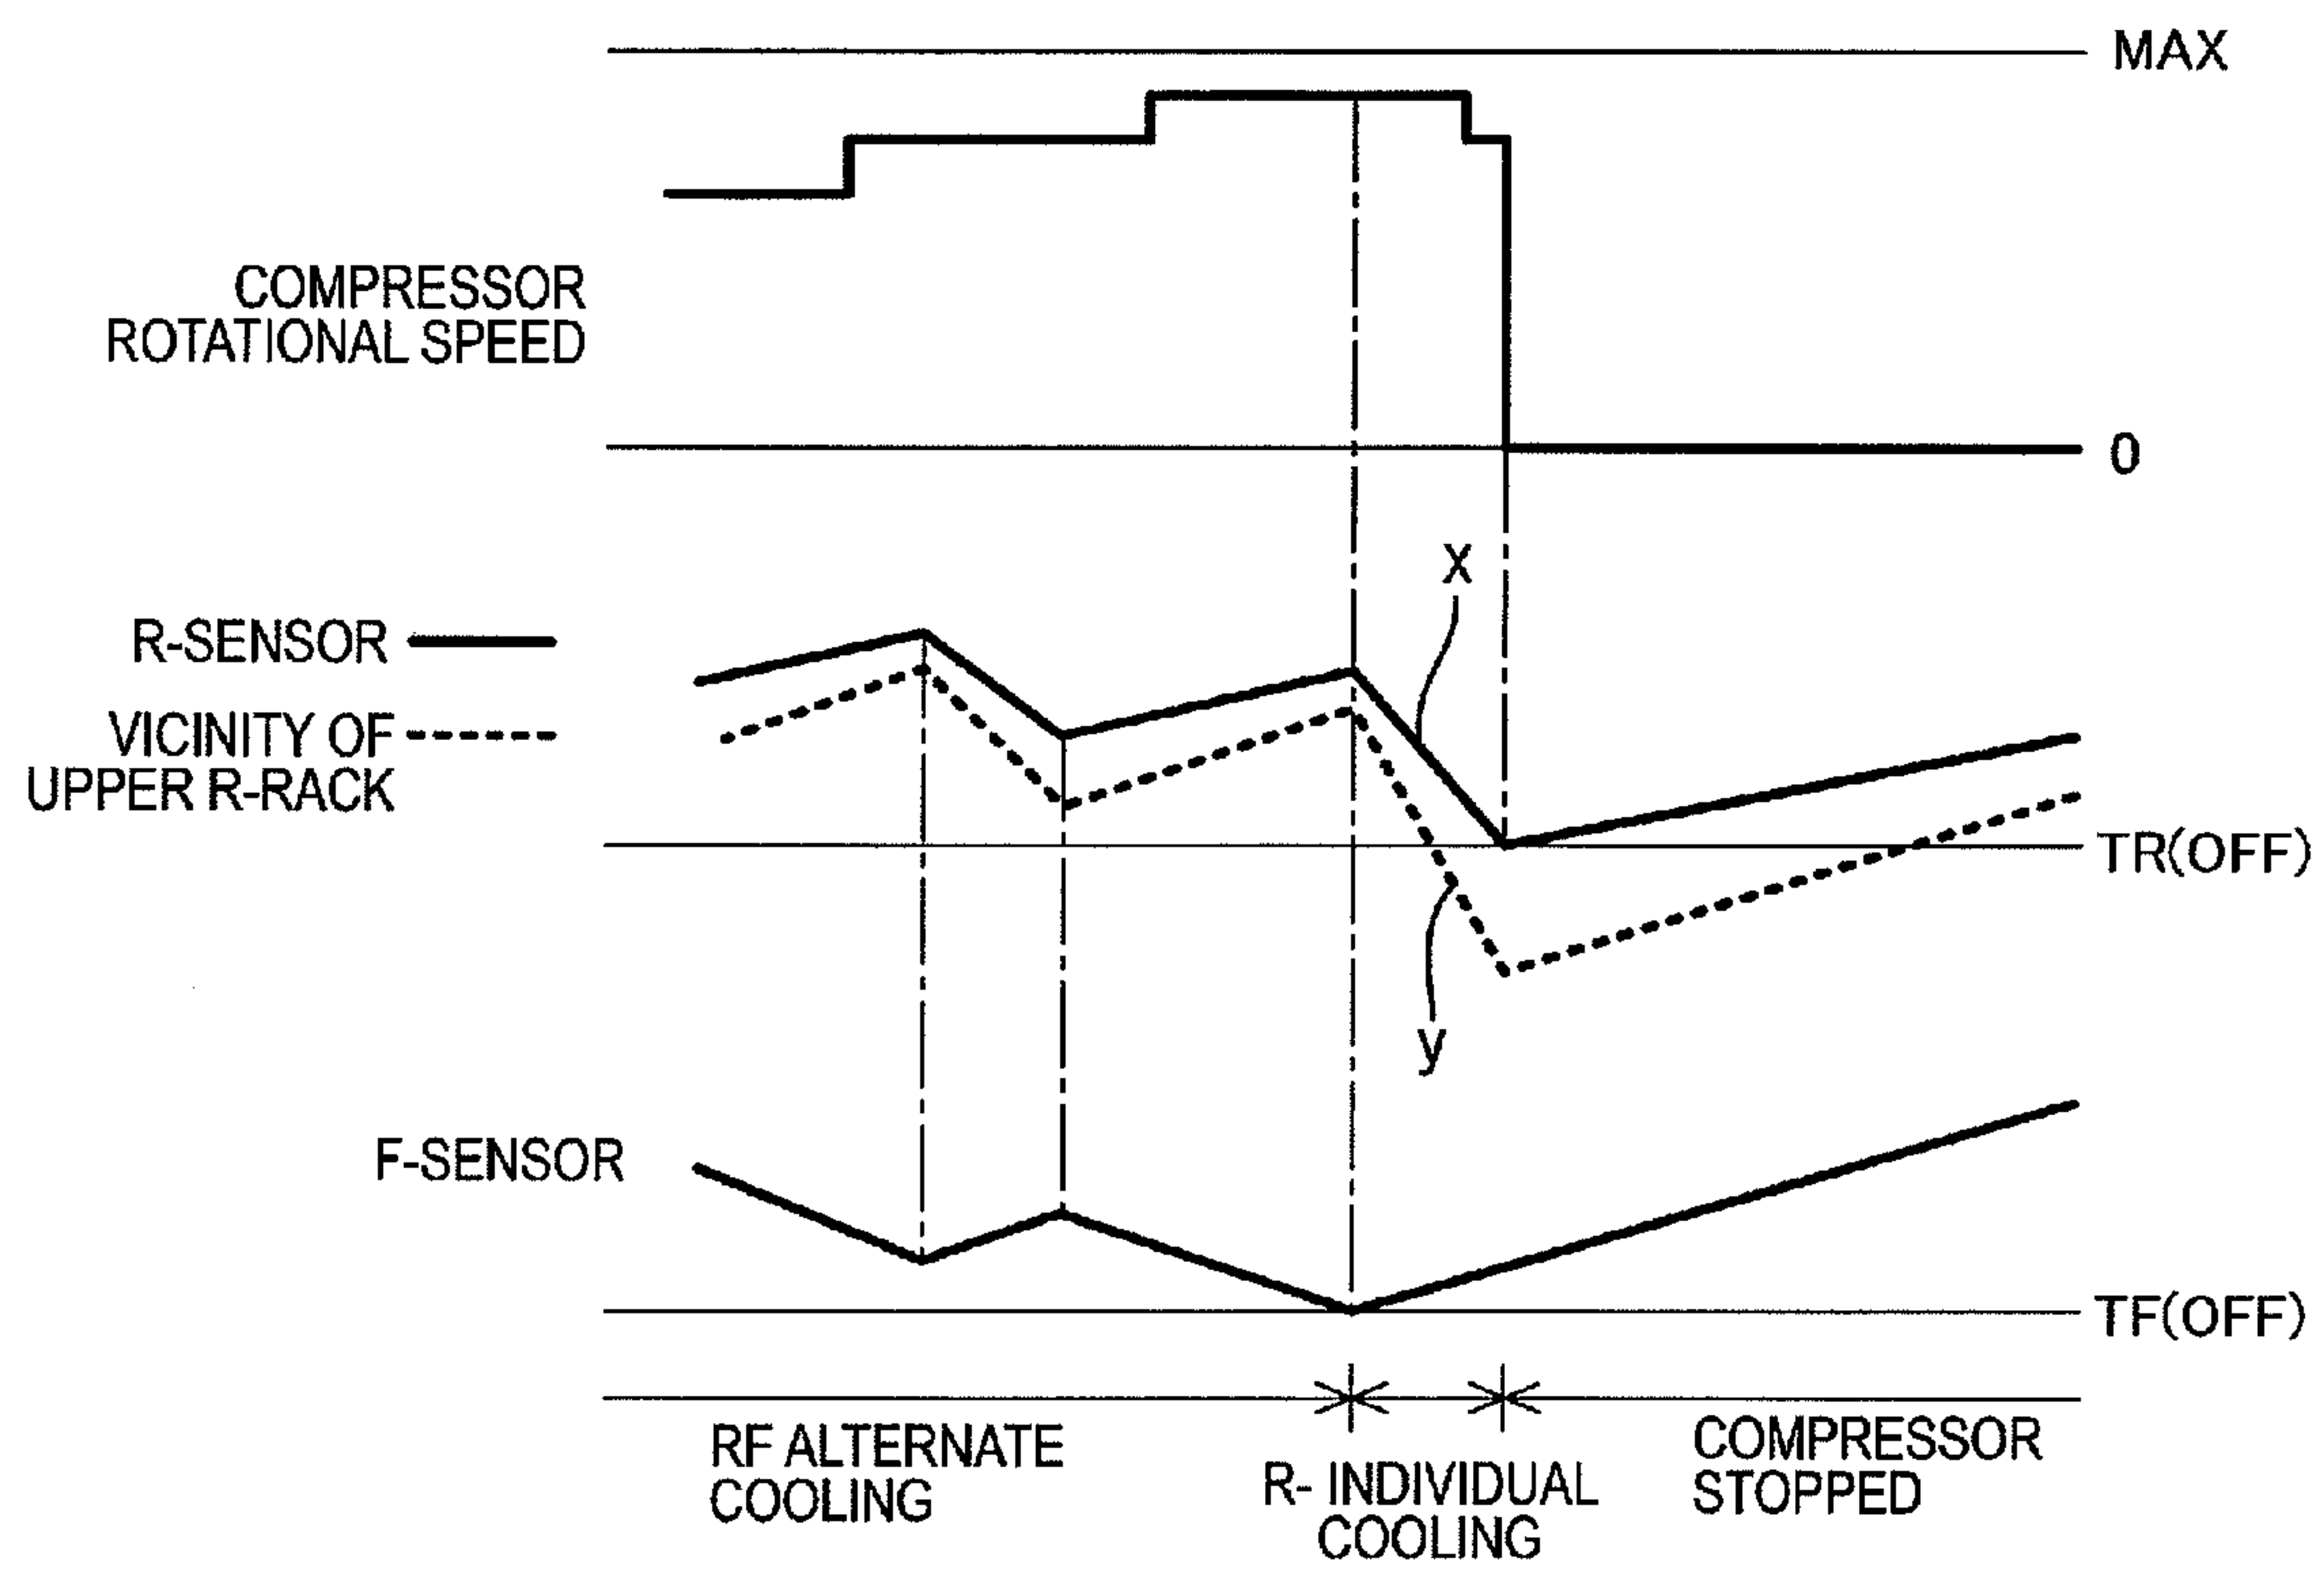 MAX
COMPRESSOR
ROTATIONAL SPEED
0
X
R-SENSOR
VICINITY OF
UPPER R-RACK
TR(OFF)
y
F-SENSOR
TF(OFF)
RF ALTERNATE
COOLING
R- INDIVIDUAL
COOLING
COMPRESSOR
STOPPED